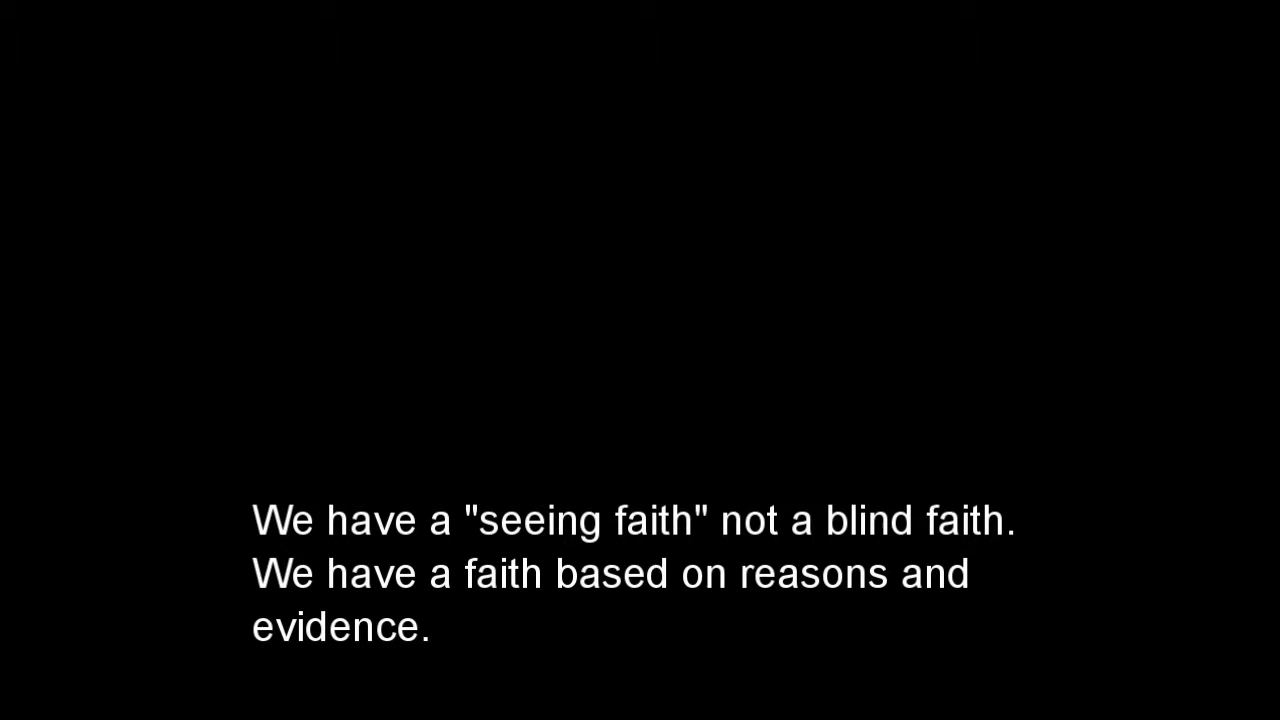 We have a "seeing faith" not a blind faith.
We have a faith based on reasons and
evidence.